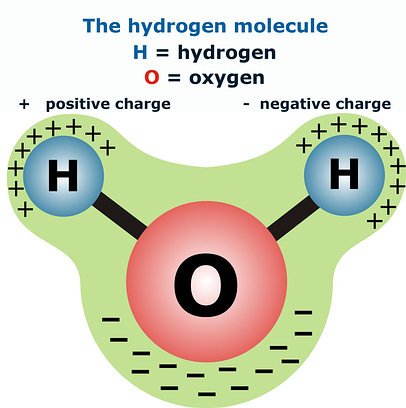 The hydrogen molecule
H = hydrogen
O = oxygen
+ positive charge - negative charge
H H
O